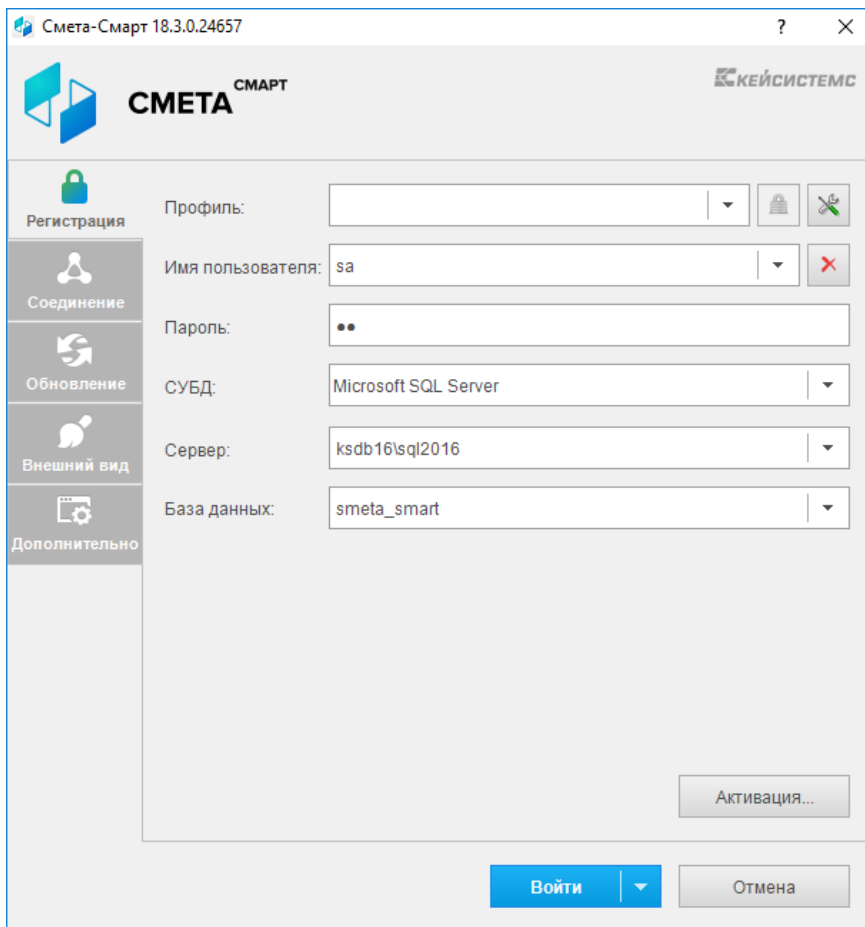 Смета-Смарт 18.3.0.24657
СМЕТА СМАРТ
КЕЙСИСТЕМС
Регистрация
Соединение
Обновление
Внешний вид
Дополнительно
Профиль:
Имя пользователя: sa
Пароль: ●●
СУБД: Microsoft SQL Server
Сервер: ksdb16\sql2016
База данных: smeta_smart
Активация...
Войти
Отмена